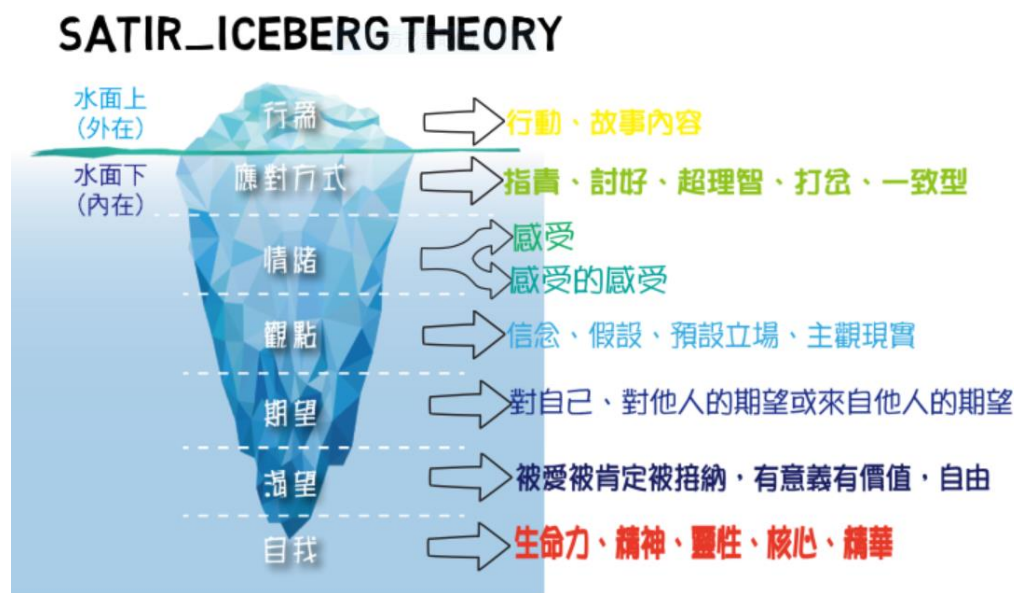 SATIR_ICEBERG THEORY
水面上
(外在)
行為
行動、故事內容
水面下
(內在)
應對方式
指責、討好、超理智、打岔、一致型
情緒
感受
感受的感受
觀點
信念、假設、預設立場、主觀現實
期望
對自己、對他人的期望或來自他人的期望
渴望
被愛被肯定被接納，有意義有價值，自由
自我
生命力、精神、靈性、核心、精華